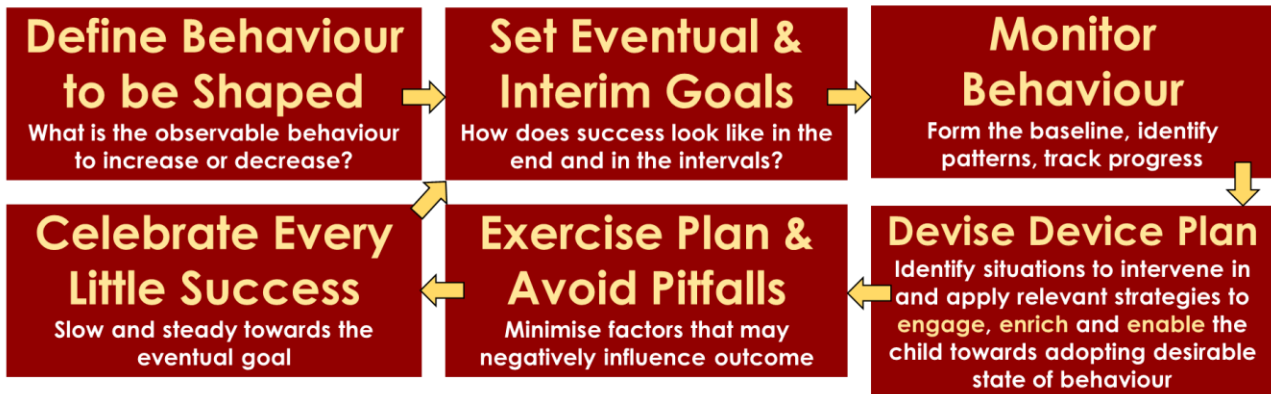 Define Behaviour
to be Shaped
What is the observable behaviour
to increase or decrease?
Set Eventual &
Interim Goals
How does success look like in the
end and in the intervals?
Monitor
Behaviour
Form the baseline, identify
patterns, track progress
Devise Device Plan
Identify situations to intervene in
and apply relevant strategies to
engage, enrich and enable the
child towards adopting desirable
state of behaviour
Exercise Plan &
Avoid Pitfalls
Minimise factors that may
negatively influence outcome
Celebrate Every
Little Success
Slow and steady towards the
eventual goal